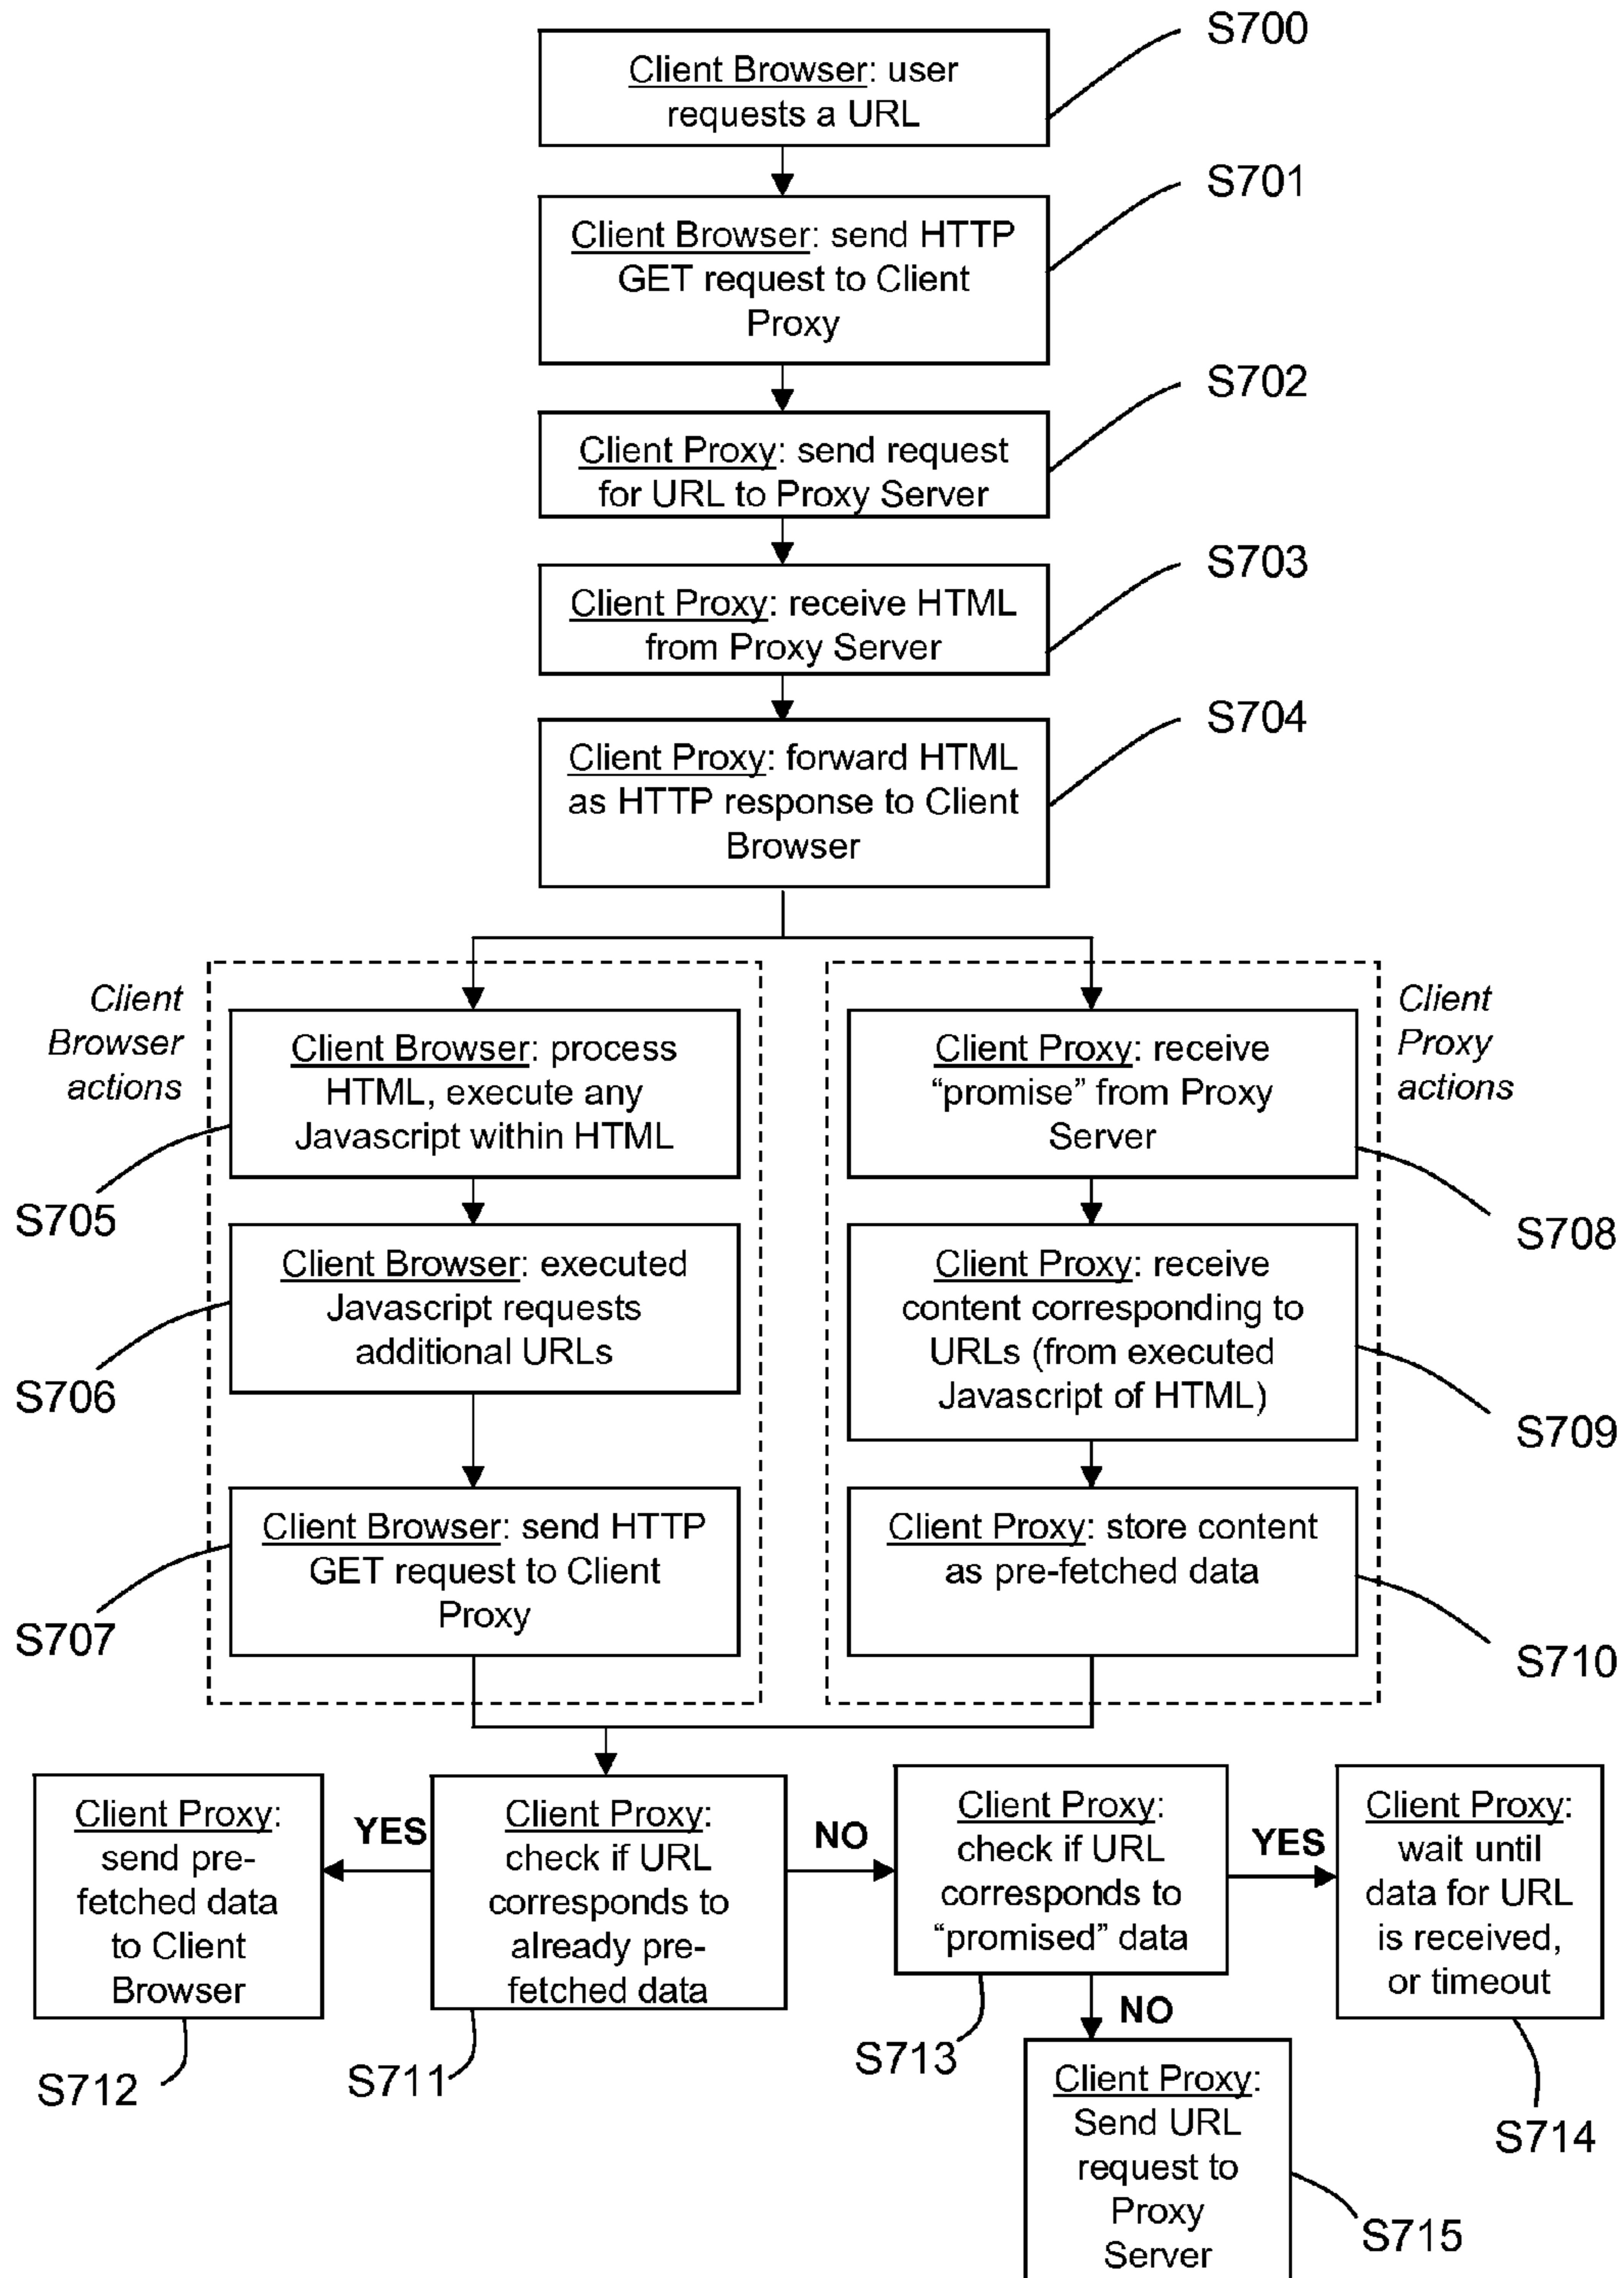 S700
Client Browser: user
requests a URL
S701
Client Browser: send HTTP
GET request to Client
Proxy
S702
Client Proxy: send request
for URL to Proxy Server
S703
Client Proxy: receive HTML
from Proxy Server
S704
Client Proxy: forward HTML
as HTTP response to Client
Browser
Client
Browser
actions
Client Browser: process
HTML, execute any
Javascript within HTML
S705
Client Browser: executed
Javascript requests
additional URLs
S706
Client Browser: send HTTP
GET request to Client
Proxy
S707
Client
Proxy
actions
Client Proxy: receive
“promise” from Proxy
Server
S708
Client Proxy: receive
content corresponding to
URLs (from executed
Javascript of HTML)
S709
Client Proxy: store content
as pre-fetched data
S710
Client Proxy:
send pre-
fetched data
to Client
Browser
S712
YES
Client Proxy:
check if URL
corresponds to
already pre-
fetched data
S711
NO
Client Proxy:
check if URL
corresponds to
“promised” data
S713
YES
Client Proxy:
wait until
data for URL
is received,
or timeout
S714
NO
Client Proxy:
Send URL
request to
Proxy
Server
S715